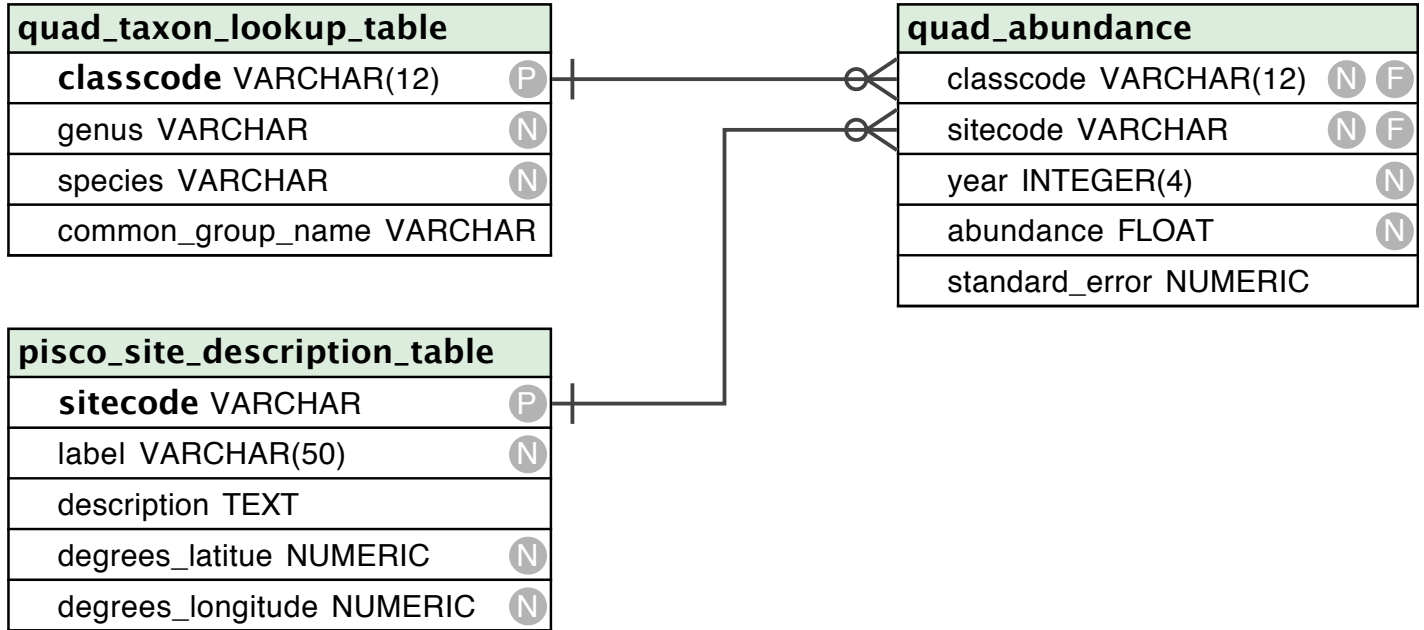 quad_taxon_lookup_table
classcode VARCHAR(12) P
genus VARCHAR N
species VARCHAR N
common_group_name VARCHAR
quad_abundance
classcode VARCHAR(12) N F
sitecode VARCHAR N F
year INTEGER(4) N
abundance FLOAT N
standard_error NUMERIC
pisco_site_description_table
sitecode VARCHAR P
label VARCHAR(50) N
description TEXT
degrees_latitue NUMERIC N
degrees_longitude NUMERIC N